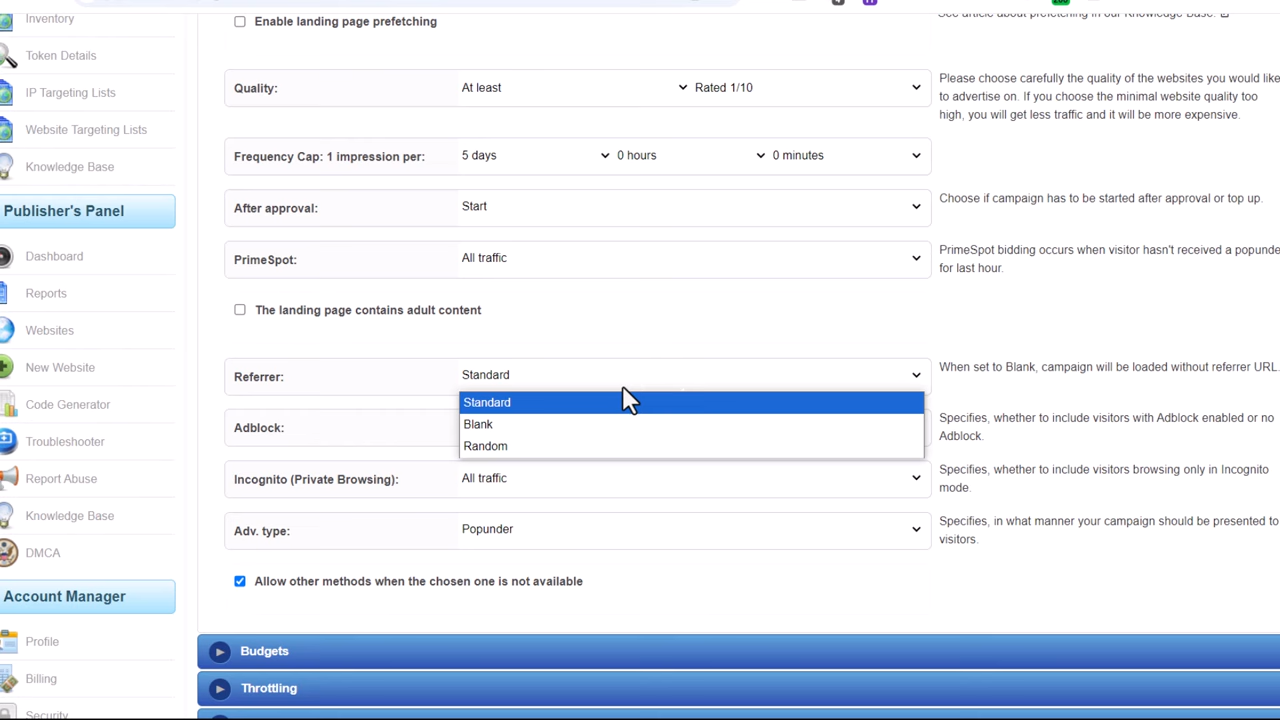 Inventory
Token Details
IP Targeting Lists
Website Targeting Lists
Knowledge Base
Publisher's Panel
Dashboard
Reports
Websites
New Website
Code Generator
Troubleshooter
Report Abuse
Knowledge Base
DMCA
Account Manager
Profile
Billing
Security
Enable landing page prefetching
See article about prefetching in our Knowledge Base.
Quality: At least Rated 1/10
Please choose carefully the quality of the websites you would like
to advertise on. If you choose the minimal website quality too
high, you will get less traffic and it will be more expensive.
Frequency Cap: 1 impression per: 5 days 0 hours 0 minutes
After approval: Start
Choose if campaign has to be started after approval or top up.
PrimeSpot: All traffic
PrimeSpot bidding occurs when visitor hasn't received a popunde
for last hour.
The landing page contains adult content
Referrer: Standard
When set to Blank, campaign will be loaded without referrer URL.
Standard
Blank
Random
Adblock:
Specifies, whether to include visitors with Adblock enabled or no
Adblock.
Incognito (Private Browsing): All traffic
Specifies, whether to include visitors browsing only in Incognito
mode.
Adv. type: Popunder
Specifies, in what manner your campaign should be presented to
visitors.
Allow other methods when the chosen one is not available
Budgets
Throttling